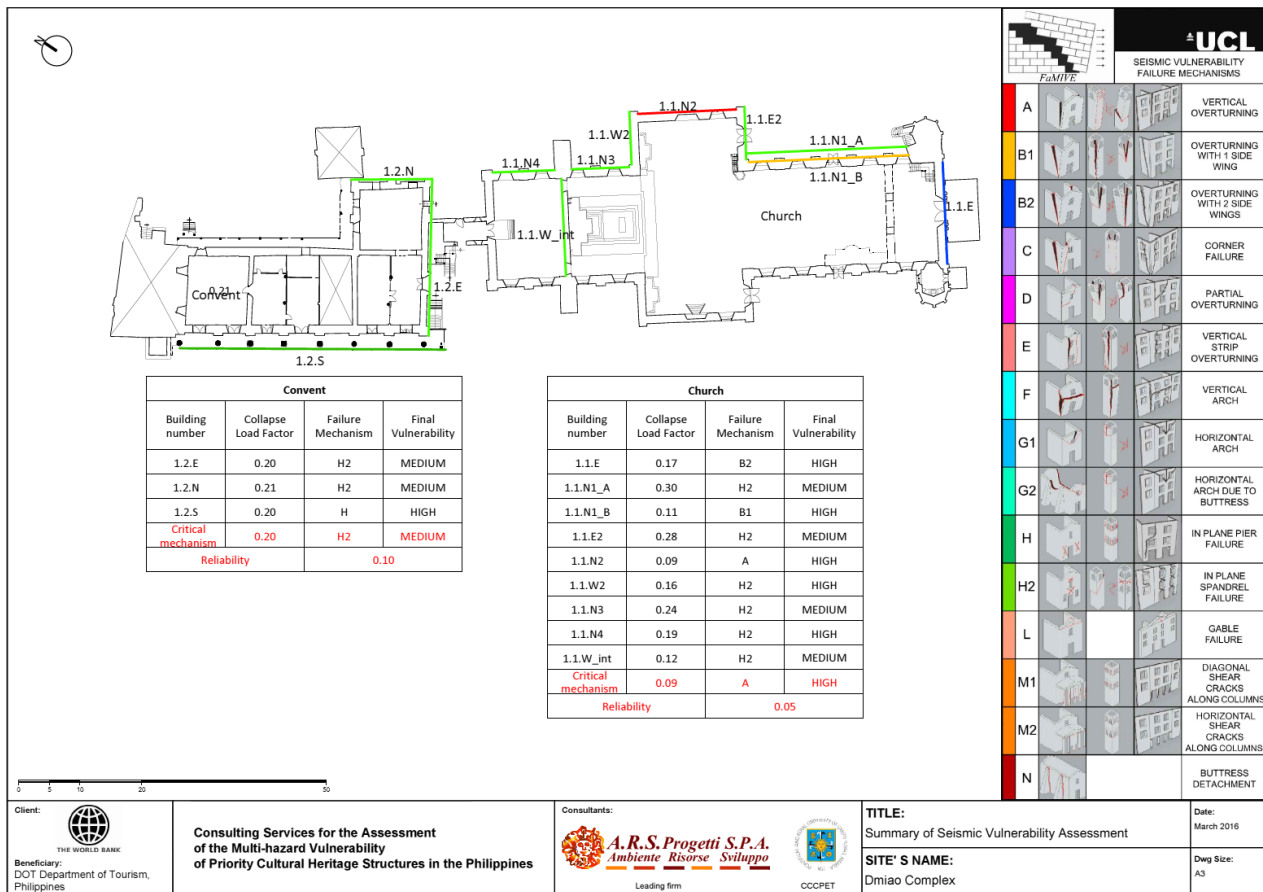 1.1.N2
1.1.W2
1.1.E2
1.1.N4
1.1.N3
1.1.N1_A
1.2.N
1.1.N1_B
1.1.E
Church
1.1.W_int
1.2.E
0.21
Convent
1.2.S
Convent
Building number
Collapse Load Factor
Failure Mechanism
Final Vulnerability
1.2.E 0.20 H2 MEDIUM
1.2.N 0.21 H2 MEDIUM
1.2.S 0.20 H HIGH
Critical mechanism 0.20 H2 MEDIUM
Reliability 0.10
Church
Building number
Collapse Load Factor
Failure Mechanism
Final Vulnerability
1.1.E 0.17 B2 HIGH
1.1.N1_A 0.30 H2 MEDIUM
1.1.N1_B 0.11 B1 HIGH
1.1.E2 0.28 H2 MEDIUM
1.1.N2 0.09 A HIGH
1.1.W2 0.16 H2 HIGH
1.1.N3 0.24 H2 MEDIUM
1.1.N4 0.19 H2 HIGH
1.1.W_int 0.12 H2 MEDIUM
Critical mechanism 0.09 A HIGH
Reliability 0.05
0 5 10 20 50
FaMIVE
UCL
SEISMIC VULNERABILITY
FAILURE MECHANISMS
A VERTICAL OVERTURNING
B1 OVERTURNING WITH 1 SIDE WING
B2 OVERTURNING WITH 2 SIDE WINGS
C CORNER FAILURE
D PARTIAL OVERTURNING
E VERTICAL STRIP OVERTURNING
F VERTICAL ARCH
G1 HORIZONTAL ARCH
G2 HORIZONTAL ARCH DUE TO BUTTRESS
H IN PLANE PIER FAILURE
H2 IN PLANE SPANDREL FAILURE
L GABLE FAILURE
M1 DIAGONAL SHEAR CRACKS ALONG COLUMNS
M2 HORIZONTAL SHEAR CRACKS ALONG COLUMNS
N BUTTRESS DETACHMENT
Client:
THE WORLD BANK
Beneficiary:
DOT Department of Tourism,
Philippines
Consulting Services for the Assessment
of the Multi-hazard Vulnerability
of Priority Cultural Heritage Structures in the Philippines
Consultants:
A.R.S. Progetti S.P.A.
Ambiente Risorse Sviluppo
Leading firm
CCCPET
TITLE:
Summary of Seismic Vulnerability Assessment
SITE' S NAME:
Dmiao Complex
Date:
March 2016
Dwg Size:
A3